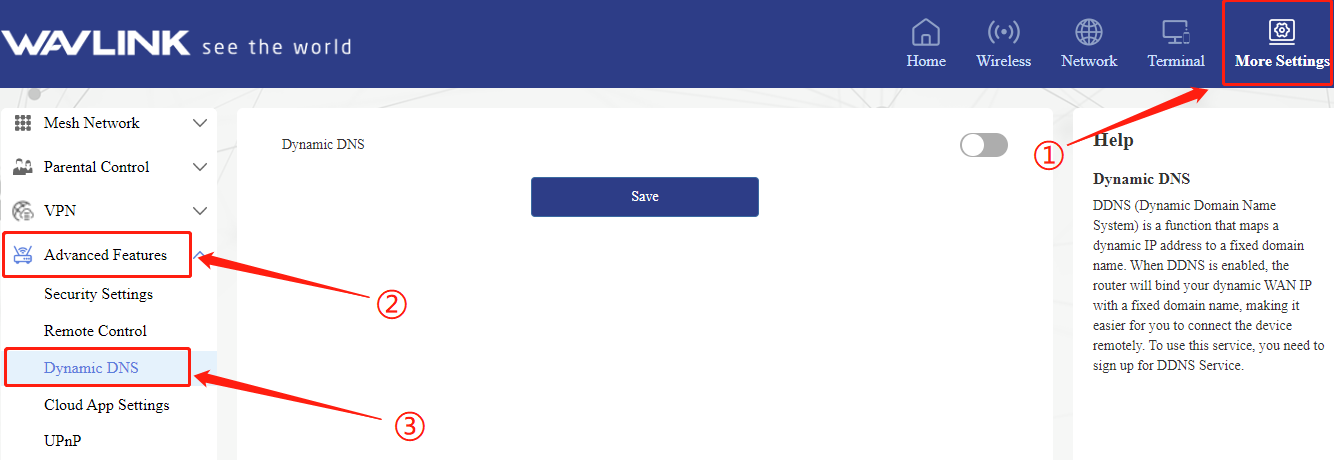 WAVLINK see the world
Home
Wireless
Network
Terminal
More Settings
①
Mesh Network
Parental Control
VPN
Advanced Features
②
Security Settings
Remote Control
Dynamic DNS
③
Cloud App Settings
UPnP
Dynamic DNS
Save
Help
Dynamic DNS
DDNS (Dynamic Domain Name
System) is a function that maps a
dynamic IP address to a fixed domain
name. When DDNS is enabled, the
router will bind your dynamic WAN IP
with a fixed domain name, making it
easier for you to connect the device
remotely. To use this service, you need to
sign up for DDNS Service.